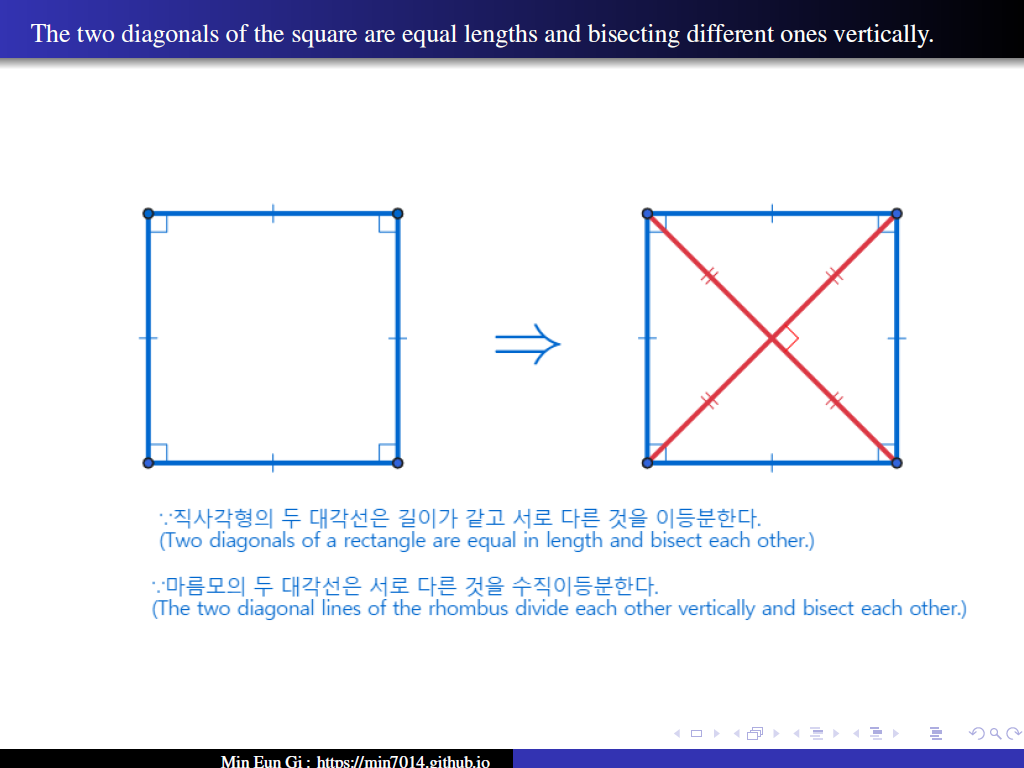 The two diagonals of the square are equal lengths and bisecting different ones vertically.
∵직사각형의 두 대각선은 길이가 같고 서로 다른 것을 이등분한다.
(Two diagonals of a rectangle are equal in length and bisect each other.)
∵마름모의 두 대각선은 서로 다른 것을 수직이등분한다.
(The two diagonal lines of the rhombus divide each other vertically and bisect each other.)
Min Eun Gi : https://min7014.github.io